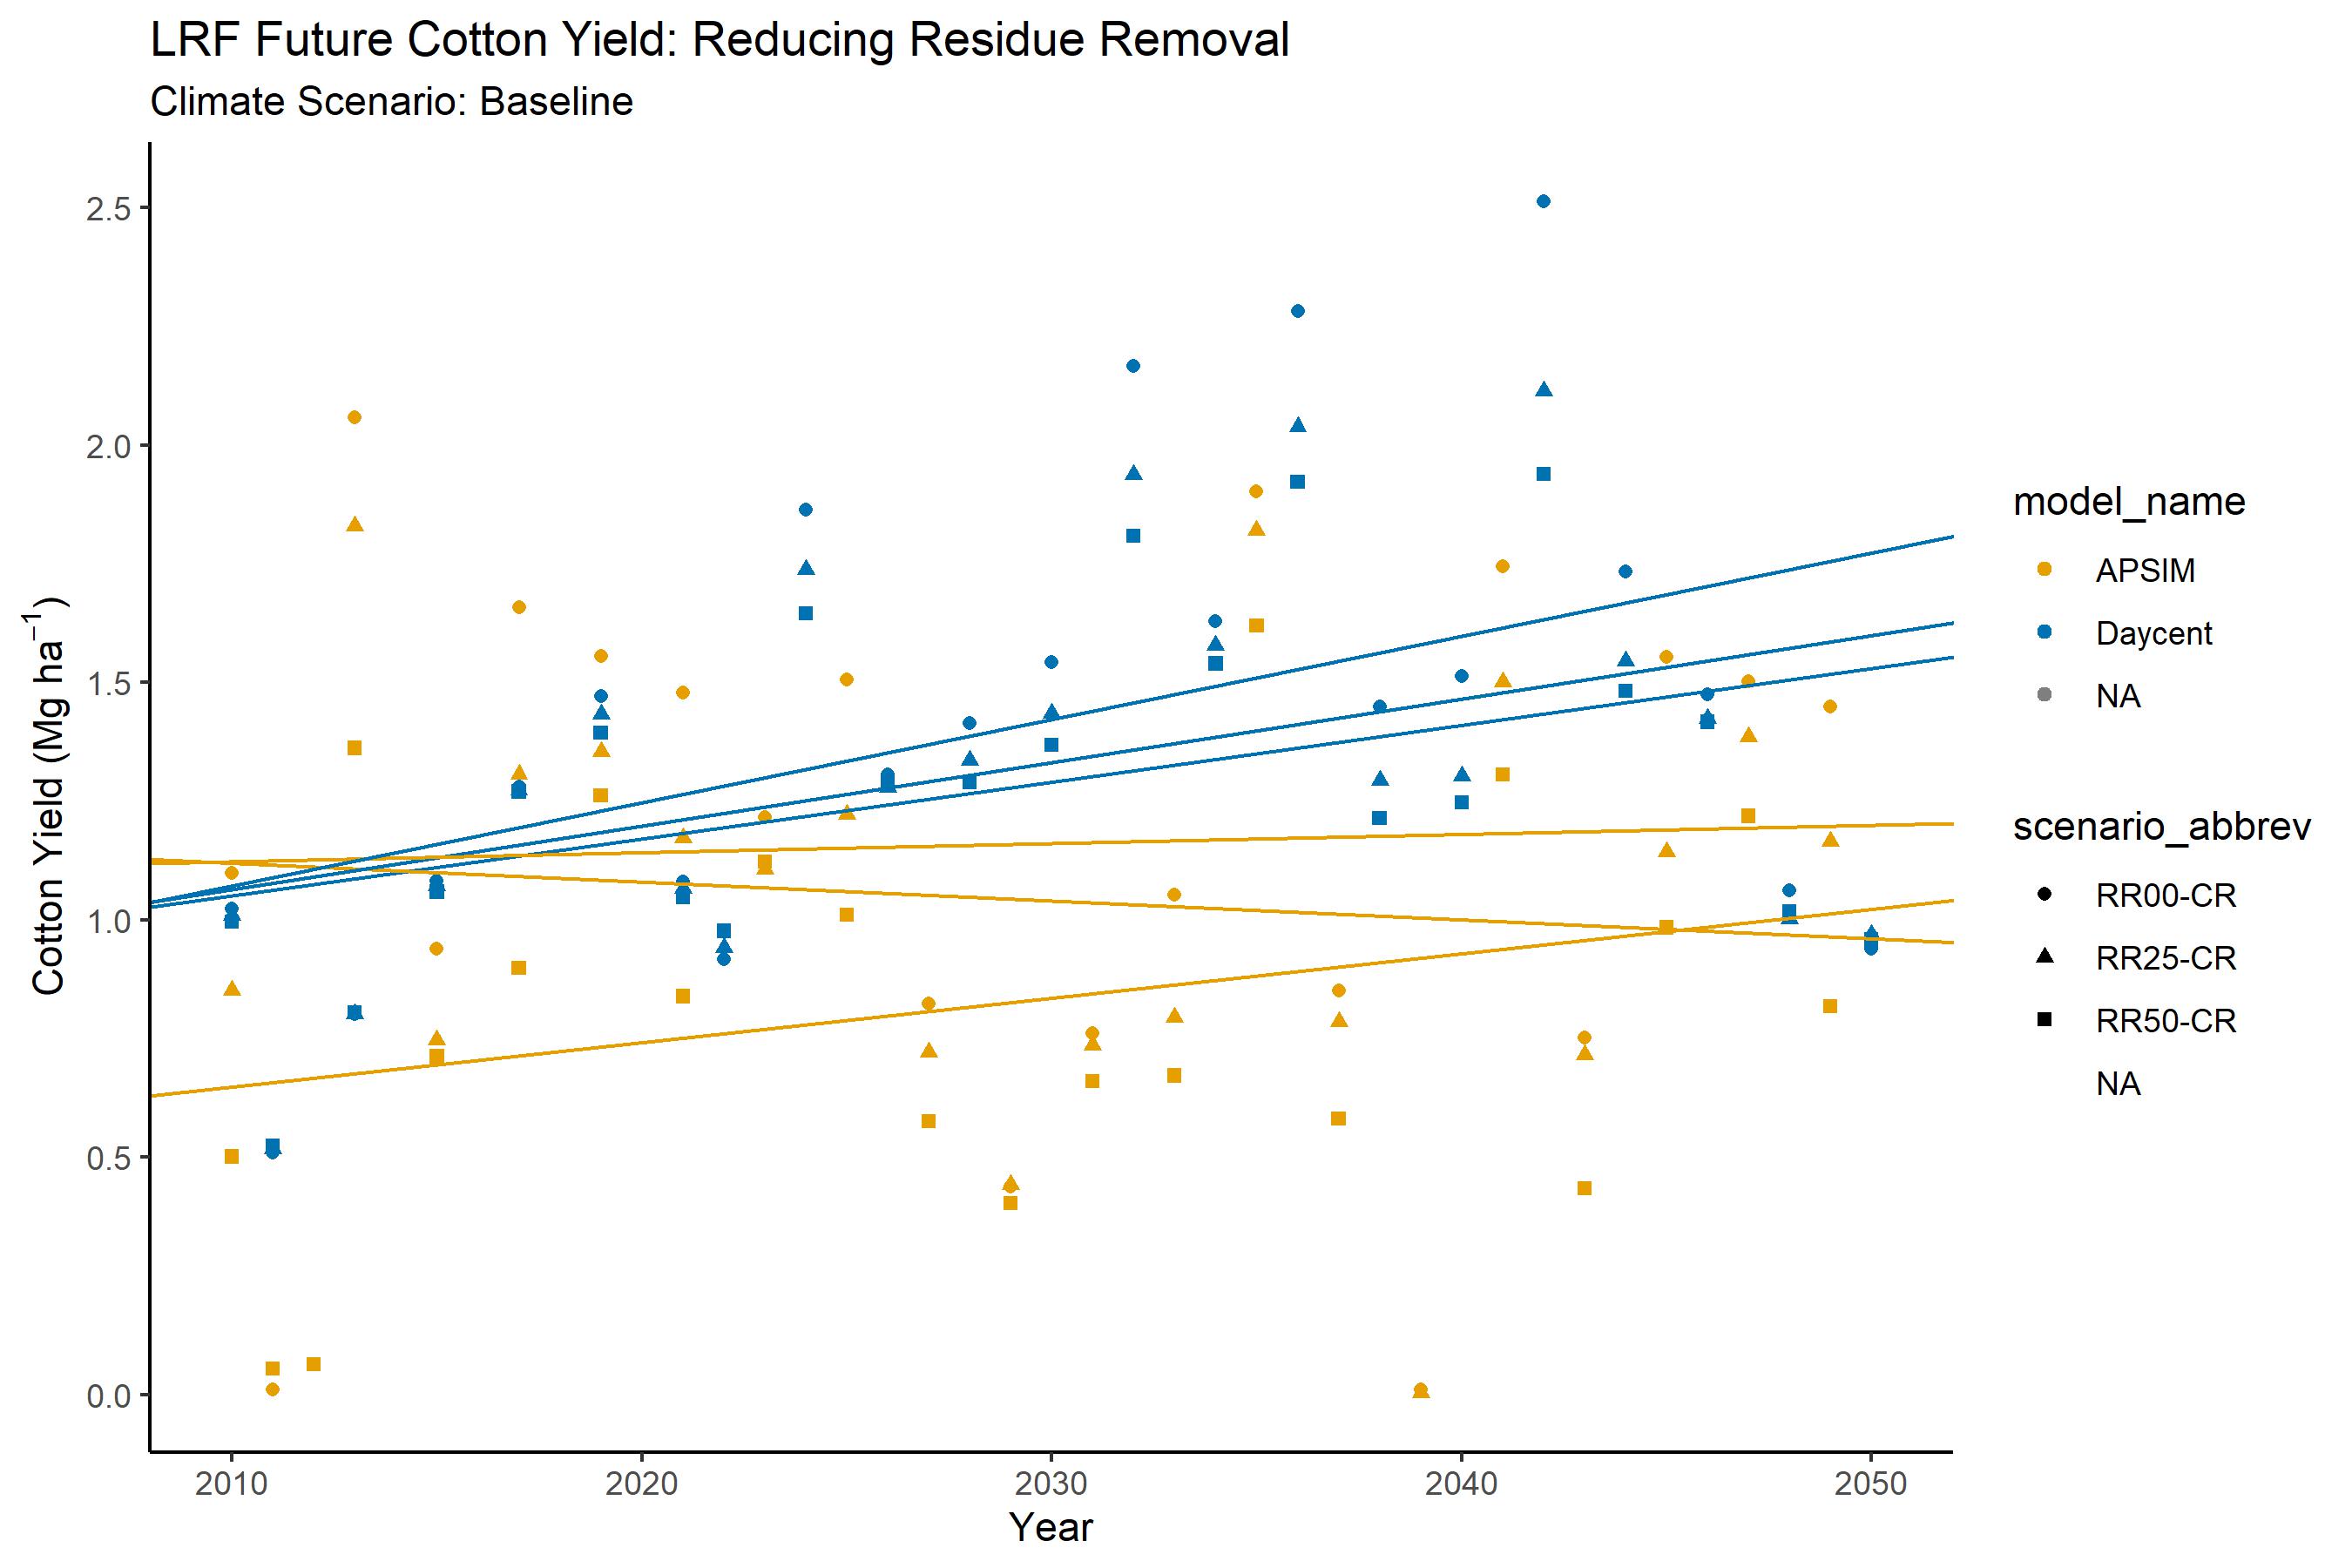 LRF Future Cotton Yield: Reducing Residue Removal
Climate Scenario: Baseline
Cotton Yield (Mg ha⁻¹)
2.5
2.0
1.5
1.0
0.5
0.0
2010 2020 2030 2040 2050
Year
model_name
APSIM
Daycent
NA
scenario_abbrev
RR00-CR
RR25-CR
RR50-CR
NA